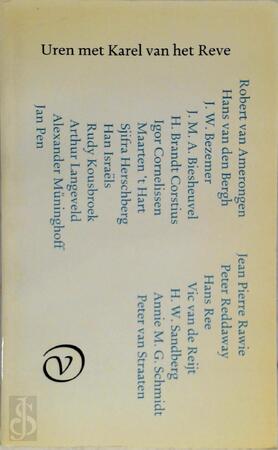 Uren met Karel van het Reve
Robert van Amerongen
Hans van den Bergh
J. W. Bezemer
J. M. A. Biesheuvel
H. Brandt Corstius
Igor Cornelissen
Maarten 't Hart
Sjifra Herschberg
Han Israëls
Rudy Kousbroek
Arthur Langeveld
Alexander Münninghoff
Jan Pen
Jean Pierre Rawie
Peter Reddaway
Hans Ree
Vic van de Reijt
H. W. Sandberg
Annie M. G. Schmidt
Peter van Straaten